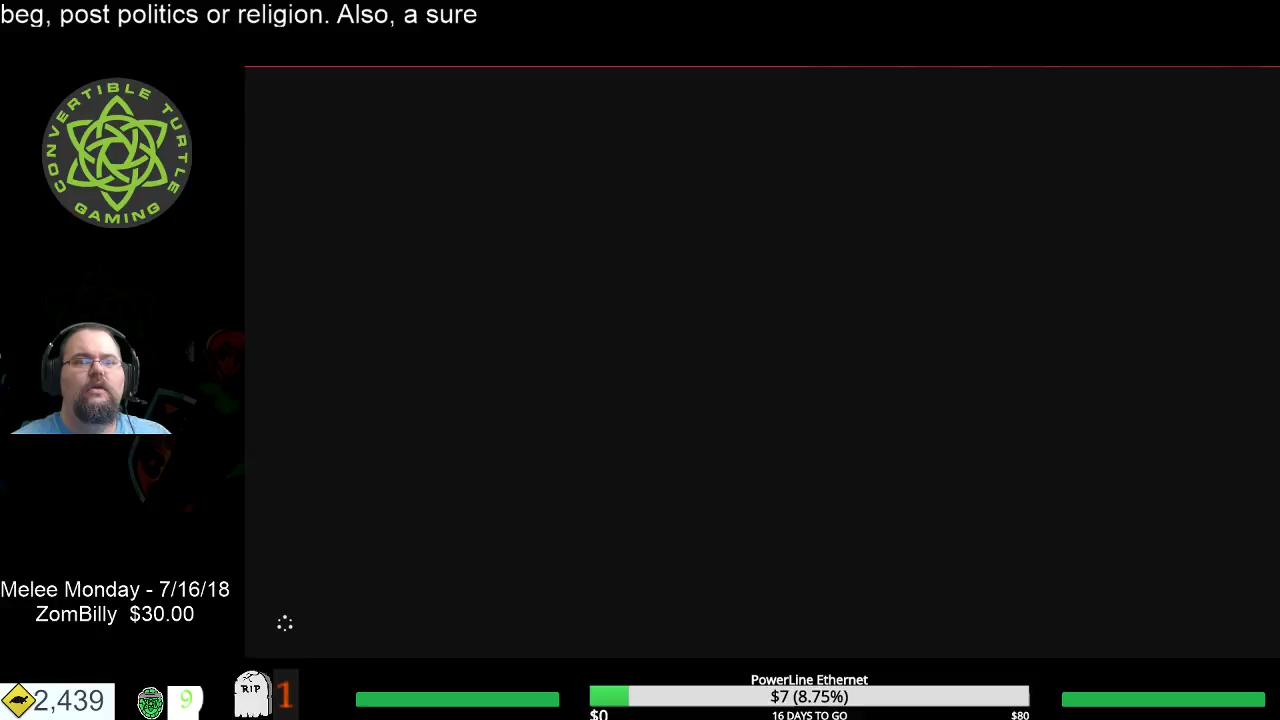 beg, post politics or religion. Also, a sure
CONVERTIBLE TURTLE
GAMING
Melee Monday - 7/16/18
ZomBilly $30.00
2,439
9
RIP
1
PowerLine Ethernet
$7 (8.75%)
$0
16 DAYS TO GO
$80